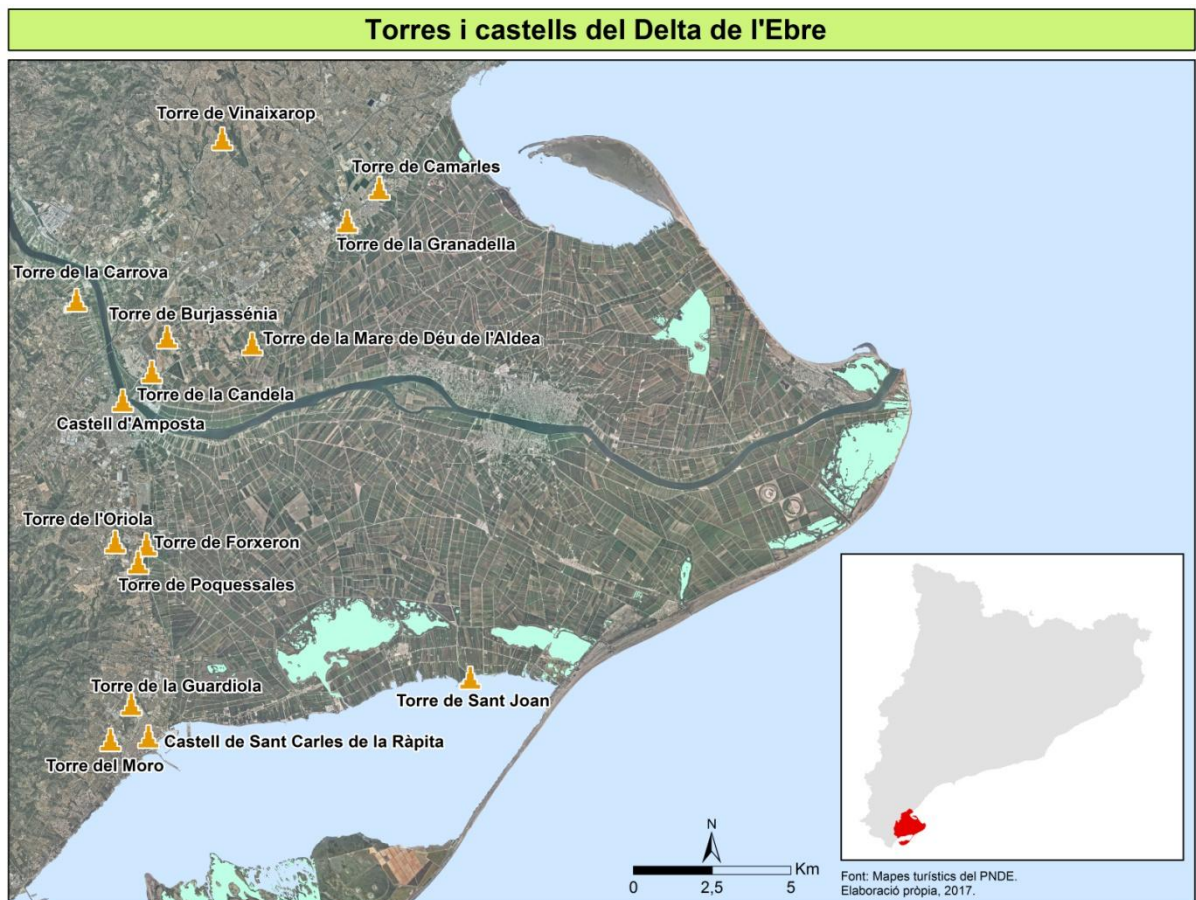 Torres i castells del Delta de l'Ebre
Torre de Vinaixarop
Torre de Camarles
Torre de la Granadella
Torre de la Carrova
Torre de Burjassénia
Torre de la Mare de Déu de l'Aldea
Torre de la Candela
Castell d'Amposta
Torre de l'Oriola
Torre de Forxeron
Torre de Poquessales
Torre de la Guardiola
Torre de Sant Joan
Castell de Sant Carles de la Ràpita
Torre del Moro
N
Km
0 2,5 5
Font: Mapes turístics del PNDE.
Elaboració pròpia, 2017.